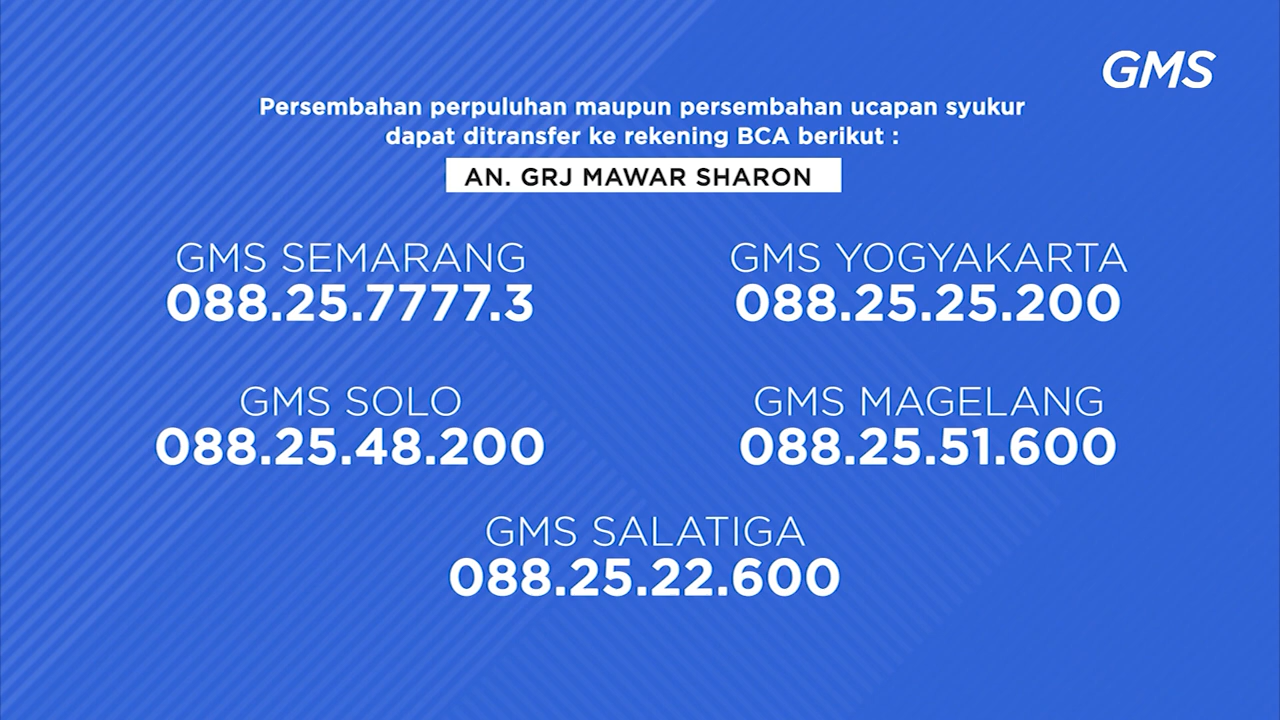 GMS
Persembahan perpuluhan maupun persembahan ucapan syukur
dapat ditransfer ke rekening BCA berikut :
AN. GRJ MAWAR SHARON
GMS SEMARANG
088.25.7777.3
GMS YOGYAKARTA
088.25.25.200
GMS SOLO
088.25.48.200
GMS MAGELANG
088.25.51.600
GMS SALATIGA
088.25.22.600